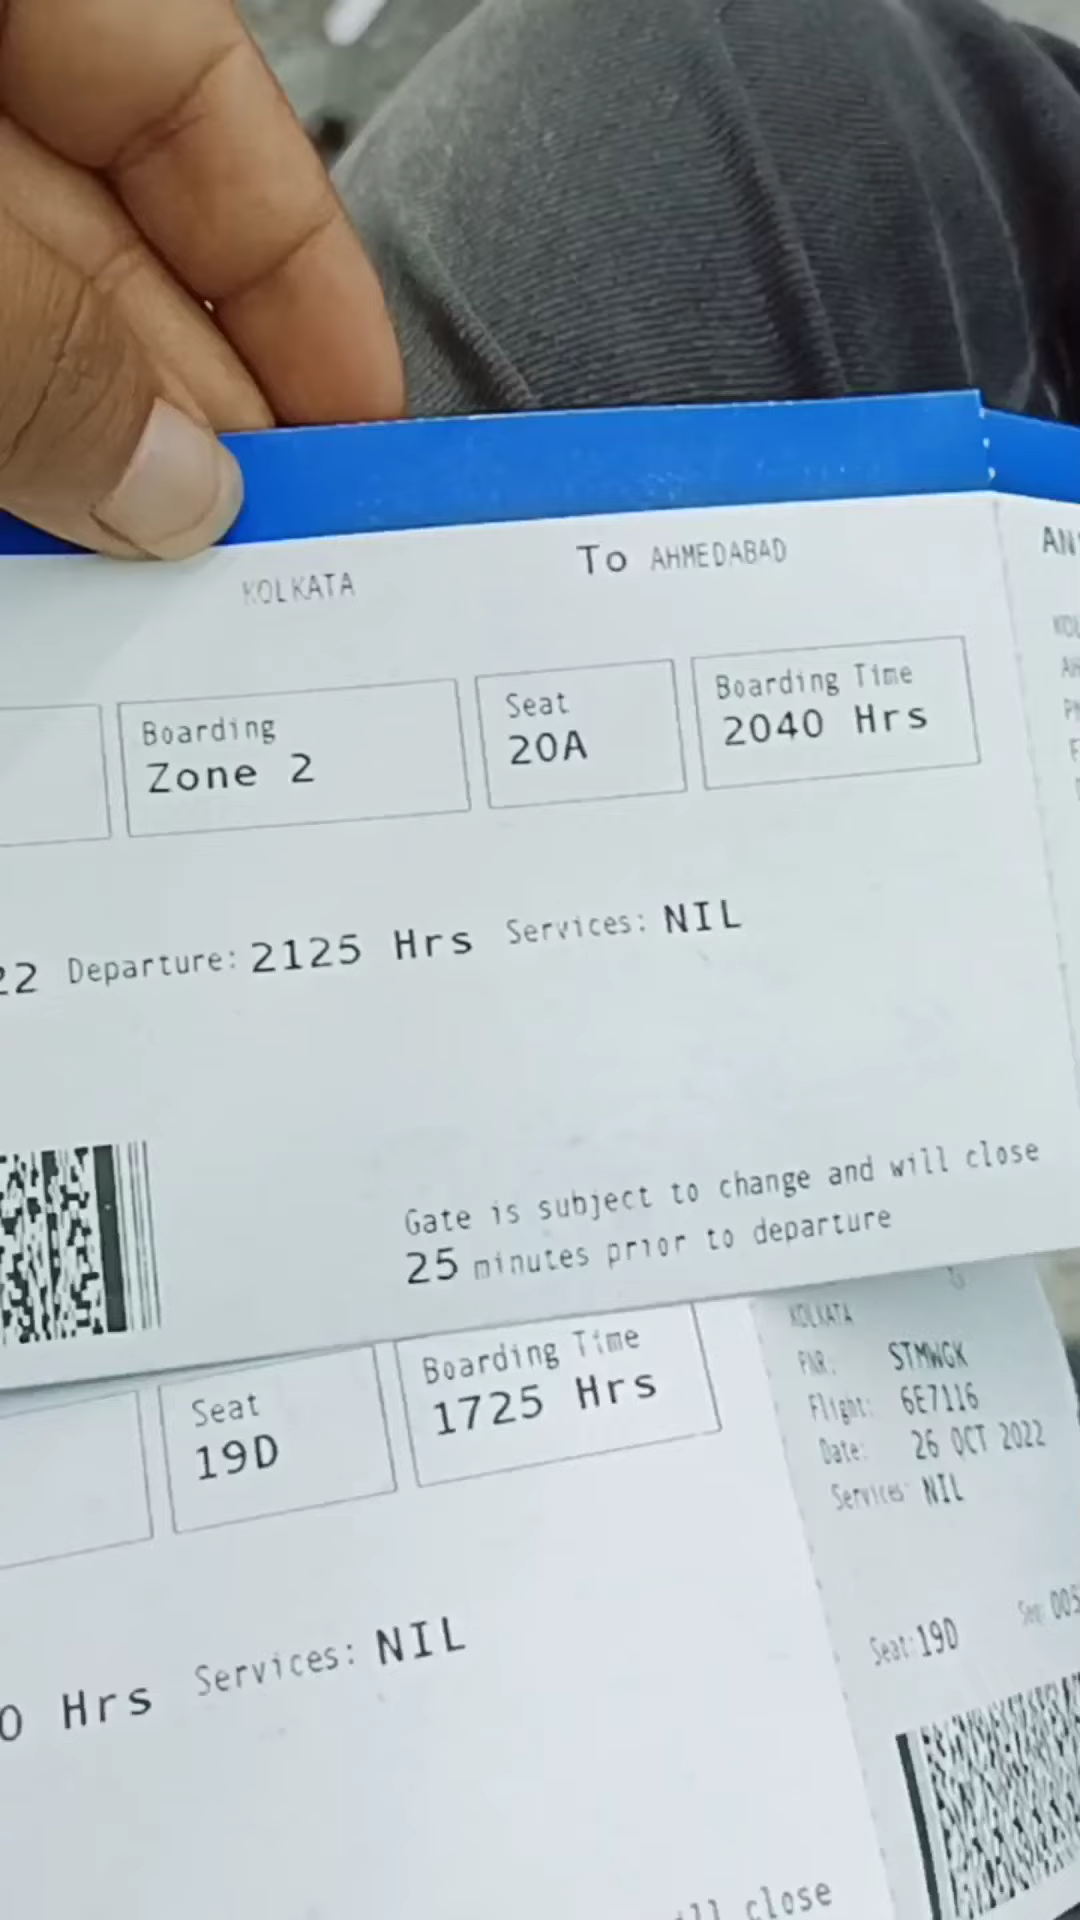 KOLKATA To AHMEDABAD
Boarding
Zone 2
Seat
20A
Boarding Time
2040 Hrs
22 Departure: 2125 Hrs Services: NIL
Gate is subject to change and will close
25 minutes prior to departure
Seat
19D
Boarding Time
1725 Hrs
0 Hrs Services: NIL
close
KOLKATA
PNR: STMWGK
Flight: 6E7116
Date: 26 OCT 2022
Services: NIL
Seat: 19D